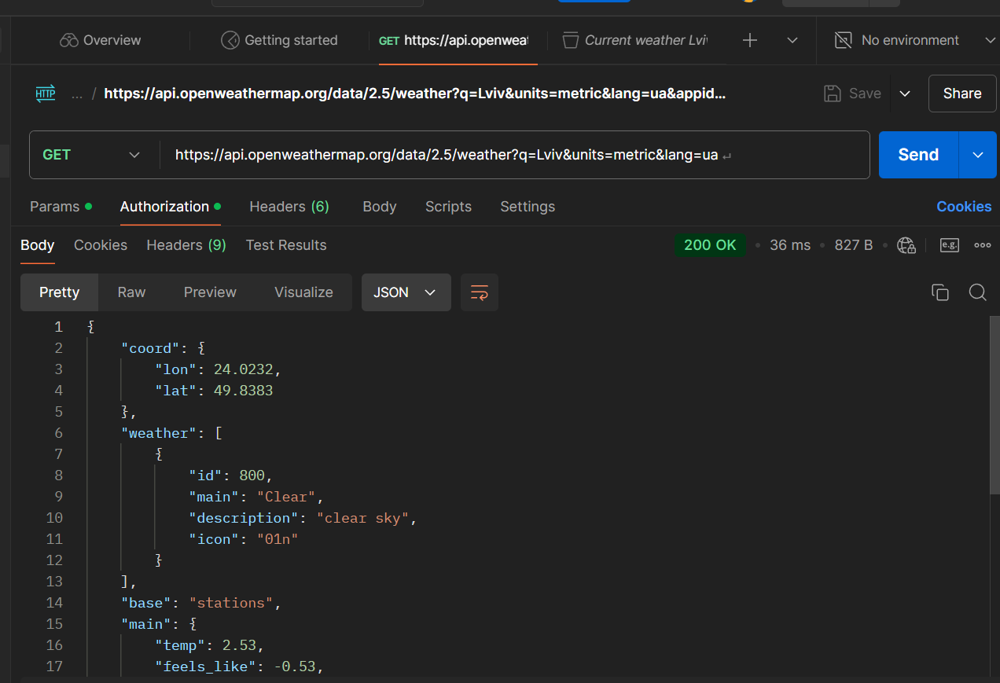 Overview
Getting started
GET https://api.openweat
Current weather Lvi
No environment
HTTP
... / https://api.openweathermap.org/data/2.5/weather?q=Lviv&units=metric&lang=ua&appid...
Save
Share
GET
https://api.openweathermap.org/data/2.5/weather?q=Lviv&units=metric&lang=ua
Send
Params
Authorization
Headers (6)
Body
Scripts
Settings
Cookies
Body
Cookies
Headers (9)
Test Results
200 OK
36 ms
827 B
e.g.
Pretty
Raw
Preview
Visualize
JSON
1 {
2 "coord": {
3 "lon": 24.0232,
4 "lat": 49.8383
5 },
6 "weather": [
7 {
8 "id": 800,
9 "main": "Clear",
10 "description": "clear sky",
11 "icon": "01n"
12 }
13 ],
14 "base": "stations",
15 "main": {
16 "temp": 2.53,
17 "feels_like": -0.53,